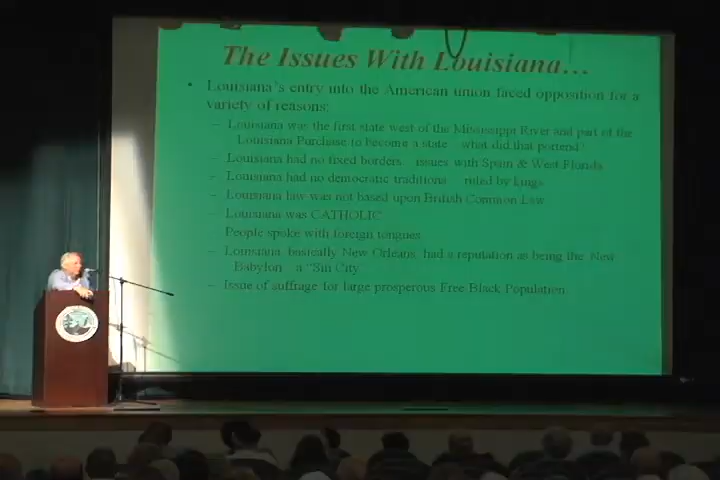 The Issues With Louisiana…
• Louisiana's entry into the American union faced opposition for a
variety of reasons:
– Louisiana was the first state west of the Mississippi River and part of the
Louisiana Purchase to become a state – what did that portend?
– Louisiana had no fixed borders – issues with Spain & West Florida
– Louisiana had no democratic traditions – ruled by kings
– Louisiana law was not based upon British Common Law
– Louisiana was CATHOLIC
– People spoke with foreign tongues
– Louisiana, basically New Orleans, had a reputation as being the New
Babylon – a "Sin City"
– Issue of suffrage for large prosperous Free Black Population